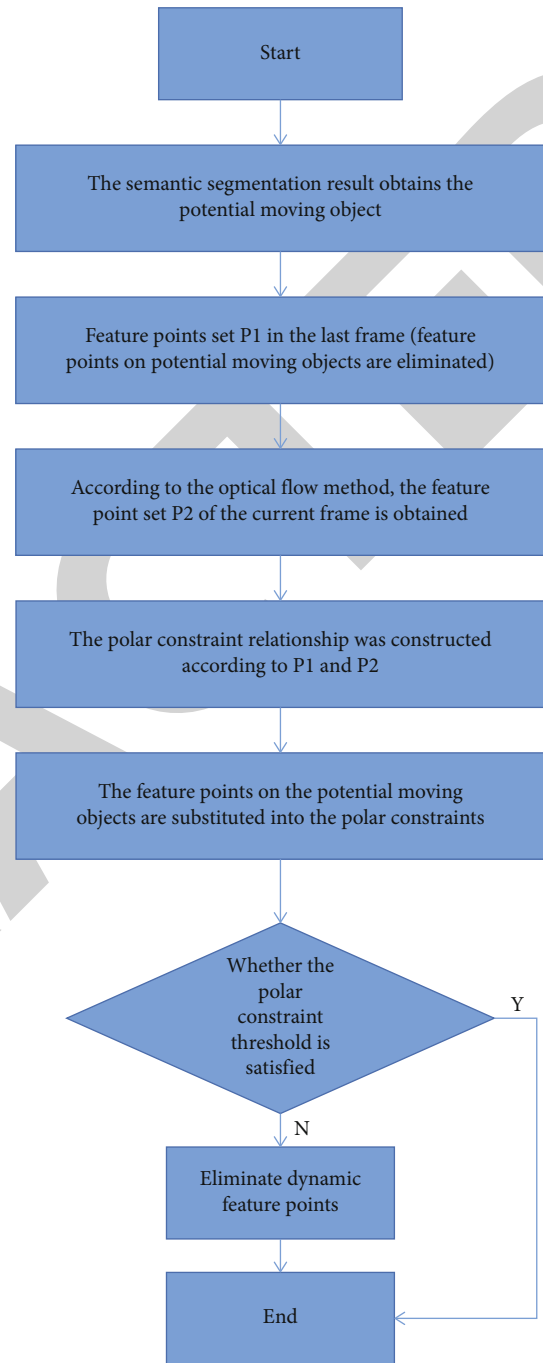 Start
The semantic segmentation result obtains the
potential moving object
Feature points set P1 in the last frame (feature
points on potential moving objects are eliminated)
According to the optical flow method, the feature
point set P2 of the current frame is obtained
The polar constraint relationship was constructed
according to P1 and P2
The feature points on the potential moving
objects are substituted into the polar constraints
Whether the
polar
constraint
threshold is
satisfied
Y
N
Eliminate dynamic
feature points
End